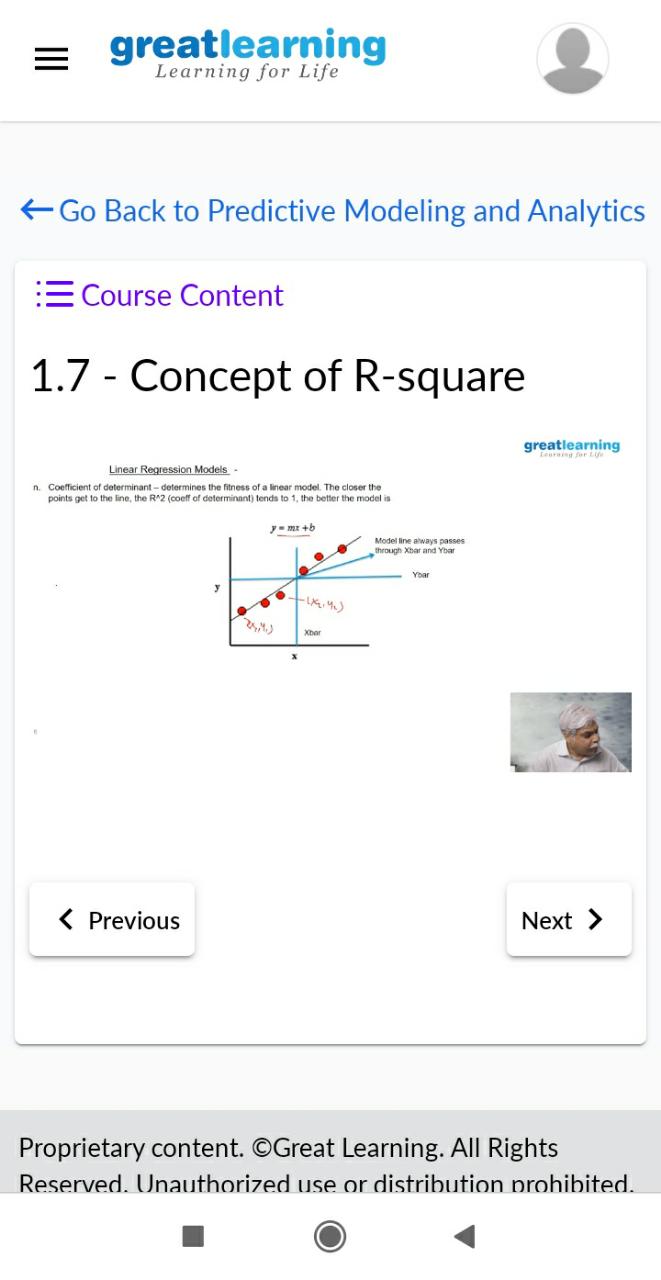 greatlearning
Learning for Life
Go Back to Predictive Modeling and Analytics
Course Content
1.7 - Concept of R-square
greatlearning
Learning for Life
Linear Regression Models -
n. Coefficient of determinant – determines the fitness of a linear model. The closer the
points get to the line, the R^2 (coeff of determinant) tends to 1, the better the model is
y = mx +b
Model line always passes
through Xbar and Ybar
Ybar
y
(x₂, y₂)
Xbar
x
Previous
Next
Proprietary content. ©Great Learning. All Rights
Reserved. Unauthorized use or distribution prohibited.